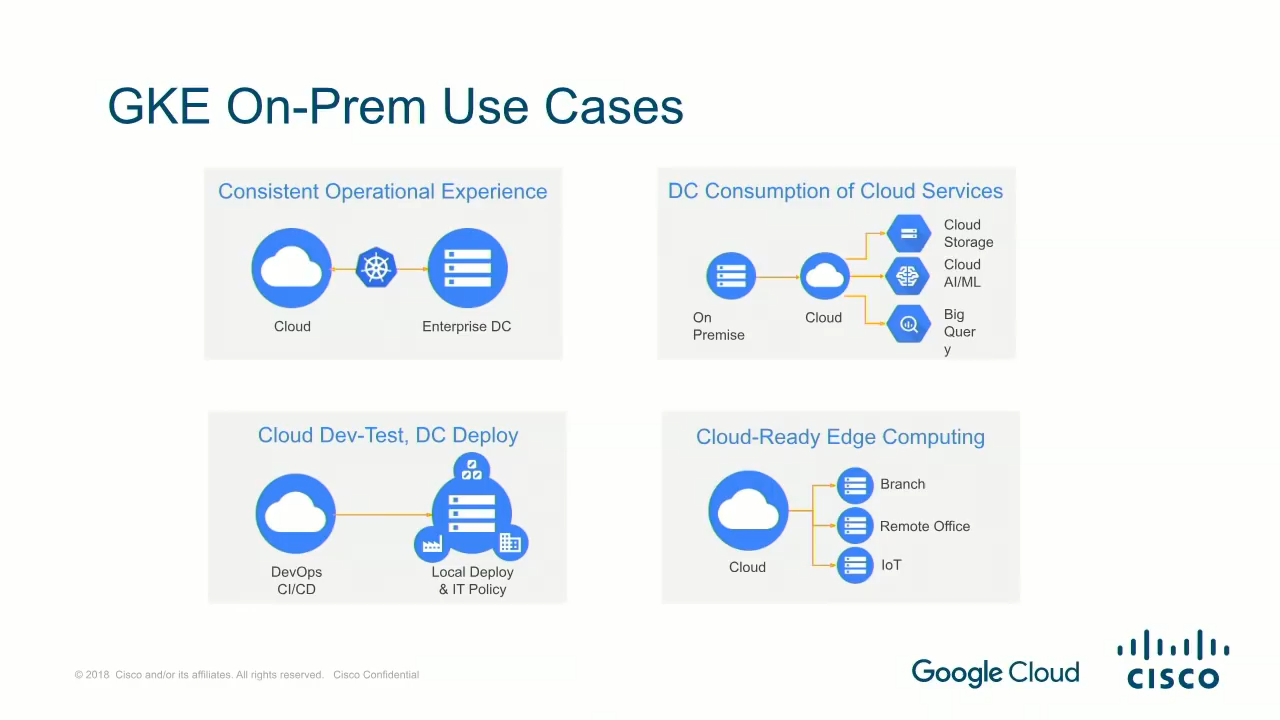 GKE On-Prem Use Cases
Consistent Operational Experience
Cloud
Enterprise DC
DC Consumption of Cloud Services
On
Premise
Cloud
Cloud
Storage
Cloud
AI/ML
Big
Quer
y
Cloud Dev-Test, DC Deploy
DevOps
CI/CD
Local Deploy
& IT Policy
Cloud-Ready Edge Computing
Cloud
Branch
Remote Office
IoT
© 2018 Cisco and/or its affiliates. All rights reserved. Cisco Confidential
Google Cloud
CISCO